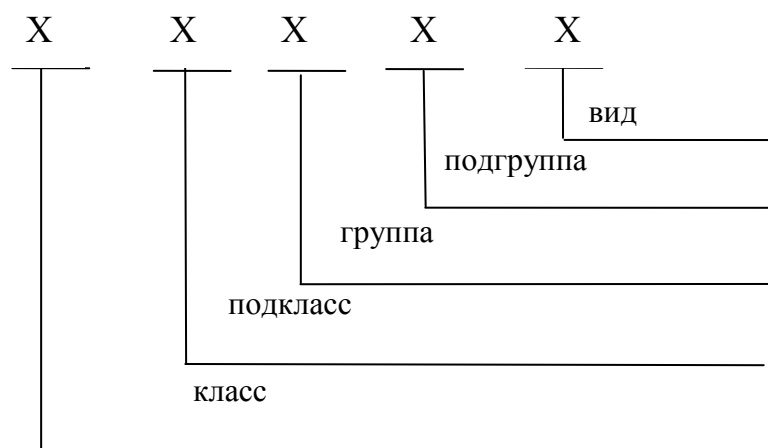 Х Х Х Х Х
вид
подгруппа
группа
подкласс
класс